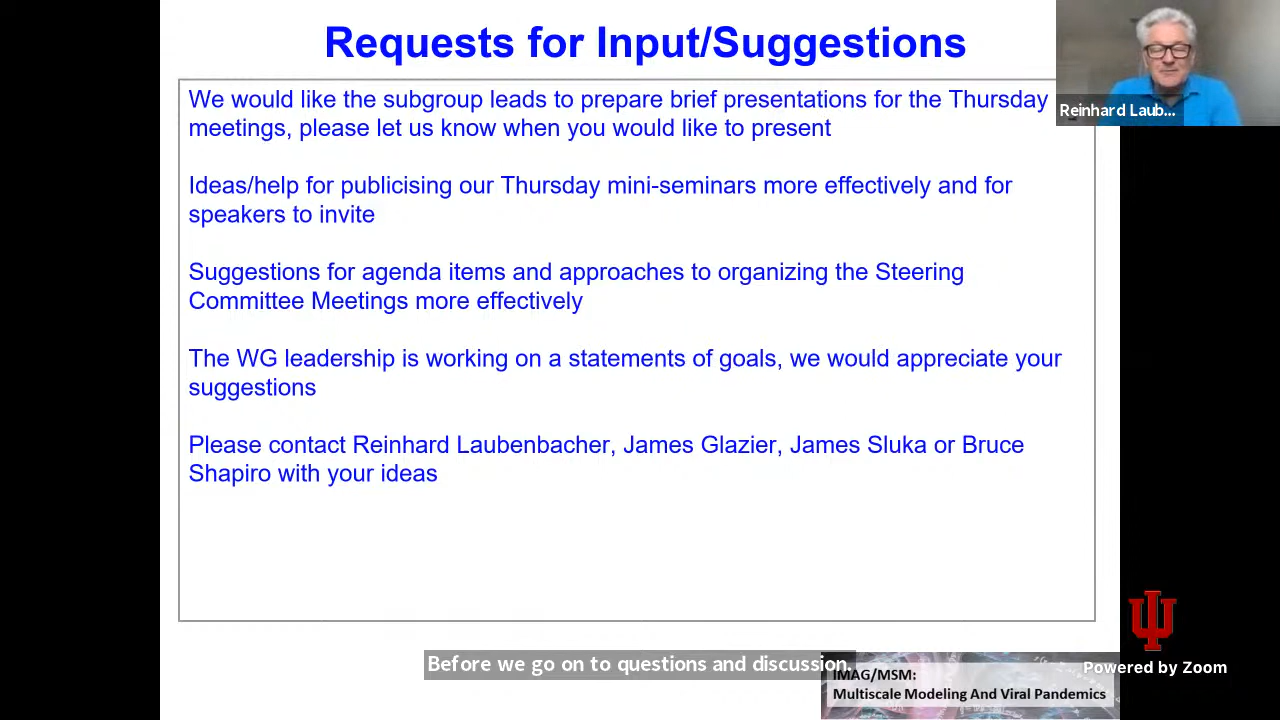 Requests for Input/Suggestions
We would like the subgroup leads to prepare brief presentations for the Thursday
meetings, please let us know when you would like to present
Ideas/help for publicising our Thursday mini-seminars more effectively and for
speakers to invite
Suggestions for agenda items and approaches to organizing the Steering
Committee Meetings more effectively
The WG leadership is working on a statements of goals, we would appreciate your
suggestions
Please contact Reinhard Laubenbacher, James Glazier, James Sluka or Bruce
Shapiro with your ideas
Reinhard Laub...
Before we go on to questions and discussion.
IMAG/MSM:
Multiscale Modeling And Viral Pandemics
Powered by Zoom